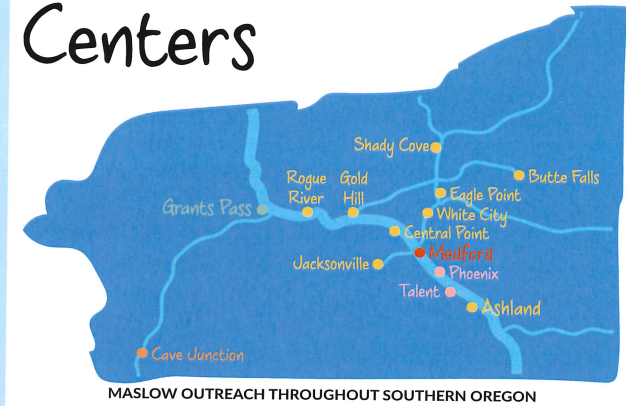 Centers
Shady Cove
Butte Falls
Rogue
River
Gold
Hill
Eagle Point
Grants Pass
White City
Central Point
Medford
Jacksonville
Phoenix
Talent
Ashland
Cave Junction
MASLOW OUTREACH THROUGHOUT SOUTHERN OREGON